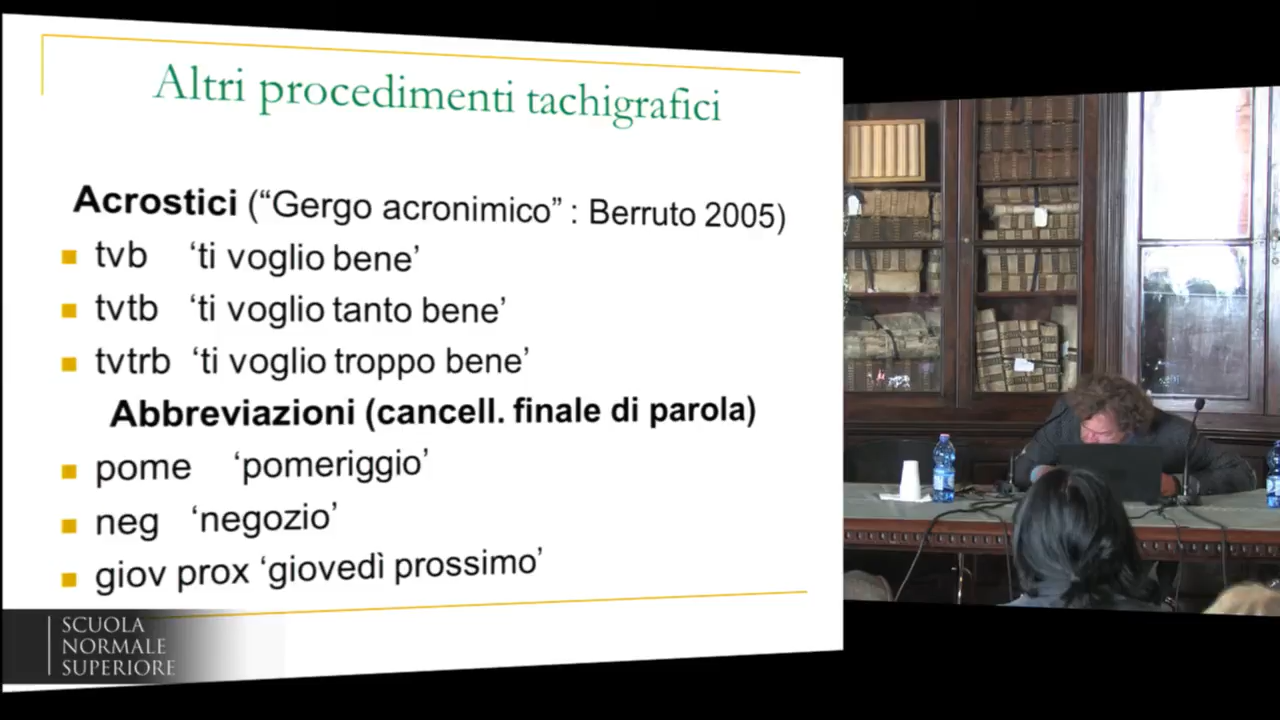 Altri procedimenti tachigrafici
Acrostici (“Gergo acronimico” : Berruto 2005)
tvb ‘ti voglio bene’
tvtb ‘ti voglio tanto bene’
tvtrb ‘ti voglio troppo bene’
Abbreviazioni (cancell. finale di parola)
pome ‘pomeriggio’
neg ‘negozio’
giov prox ‘giovedì prossimo’
SCUOLA
NORMALE
SUPERIORE